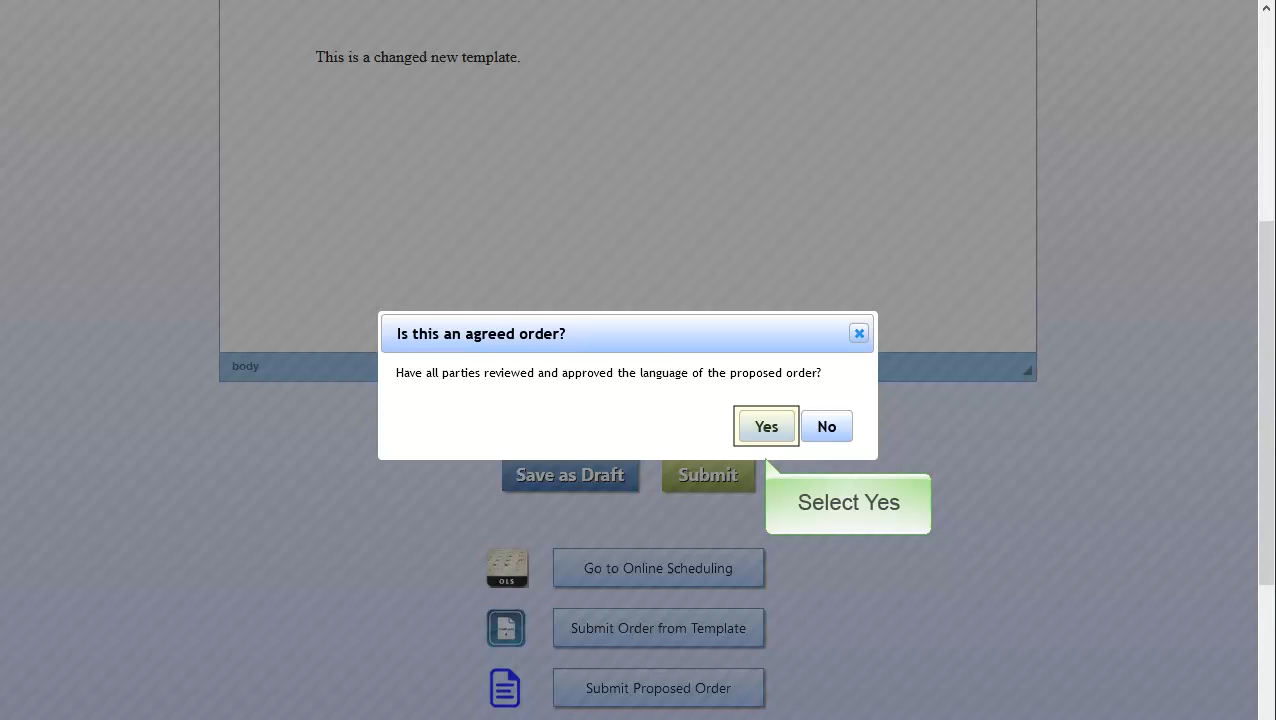 This is a changed new template.
Is this an agreed order?
Have all parties reviewed and approved the language of the proposed order?
body
Yes
No
Save as Draft
Submit
Select Yes
OLS
Go to Online Scheduling
Submit Order from Template
Submit Proposed Order